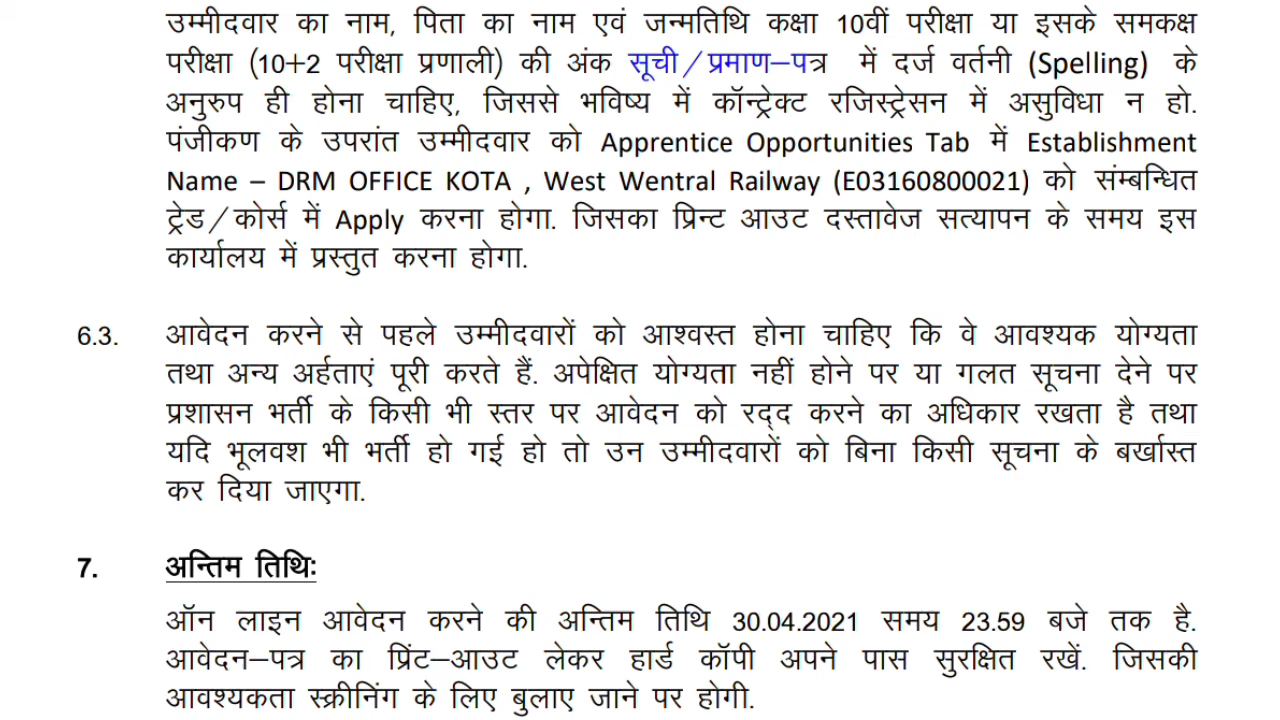 उम्मीदवार का नाम, पिता का नाम एवं जन्मतिथि कक्षा 10वीं परीक्षा या इसके समकक्ष
परीक्षा (10+2 परीक्षा प्रणाली) की अंक सूची/प्रमाण–पत्र में दर्ज वर्तनी (Spelling) के
अनुरुप ही होना चाहिए, जिससे भविष्य में कॉन्ट्रेक्ट रजिस्ट्रेसन में असुविधा न हो.
पंजीकण के उपरांत उम्मीदवार को Apprentice Opportunities Tab में Establishment
Name – DRM OFFICE KOTA , West Wentral Railway (E03160800021) को संम्बन्धित
ट्रेड/कोर्स में Apply करना होगा. जिसका प्रिन्ट आउट दस्तावेज सत्यापन के समय इस
कार्यालय में प्रस्तुत करना होगा.
6.3. आवेदन करने से पहले उम्मीदवारों को आश्वस्त होना चाहिए कि वे आवश्यक योग्यता
तथा अन्य अर्हताएं पूरी करते हैं. अपेक्षित योग्यता नहीं होने पर या गलत सूचना देने पर
प्रशासन भर्ती के किसी भी स्तर पर आवेदन को रद्द करने का अधिकार रखता है तथा
यदि भूलवश भी भर्ती हो गई हो तो उन उम्मीदवारों को बिना किसी सूचना के बर्खास्त
कर दिया जाएगा.
7. अन्तिम तिथिः
ऑन लाइन आवेदन करने की अन्तिम तिथि 30.04.2021 समय 23.59 बजे तक है.
आवेदन–पत्र का प्रिंट–आउट लेकर हार्ड कॉपी अपने पास सुरक्षित रखें. जिसकी
आवश्यकता स्क्रीनिंग के लिए बुलाए जाने पर होगी.